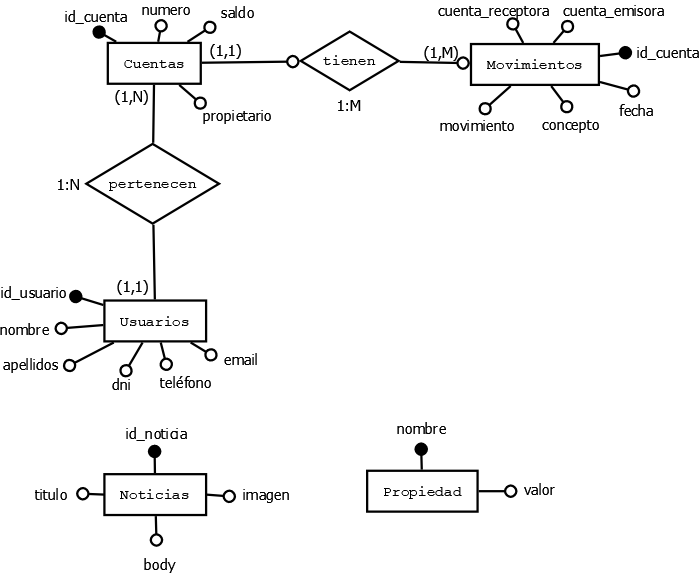 id_cuenta
numero
saldo
Cuentas
(1,1)
(1,N)
propietario
tienen
1:M
(1,M)
cuenta_receptora
cuenta_emisora
Movimientos
id_cuenta
fecha
concepto
movimiento
1:N
pertenecen
(1,1)
id_usuario
nombre
Usuarios
apellidos
dni
teléfono
email
id_noticia
titulo
Noticias
imagen
body
nombre
Propiedad
valor